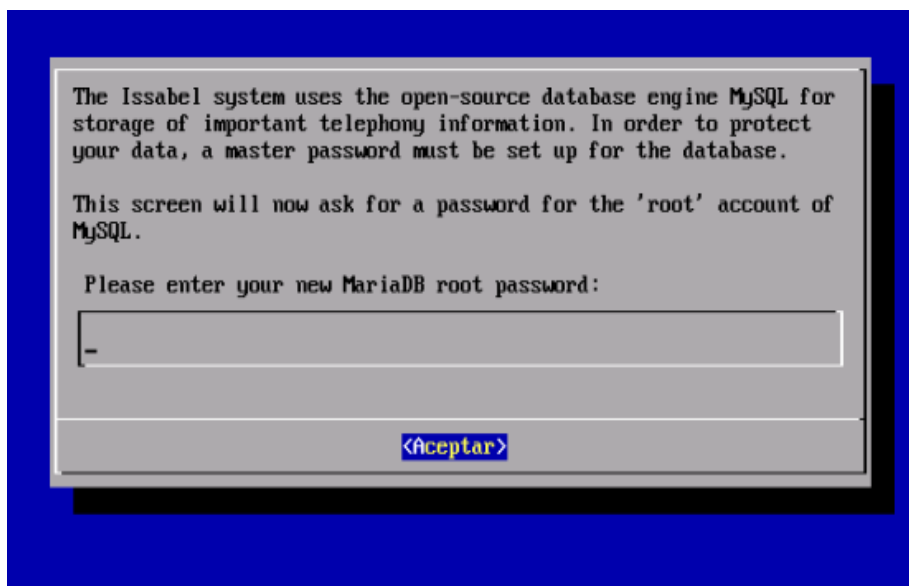 The Issabel system uses the open-source database engine MySQL for
storage of important telephony information. In order to protect
your data, a master password must be set up for the database.
This screen will now ask for a password for the 'root' account of
MySQL.
Please enter your new MariaDB root password:
<Aceptar>